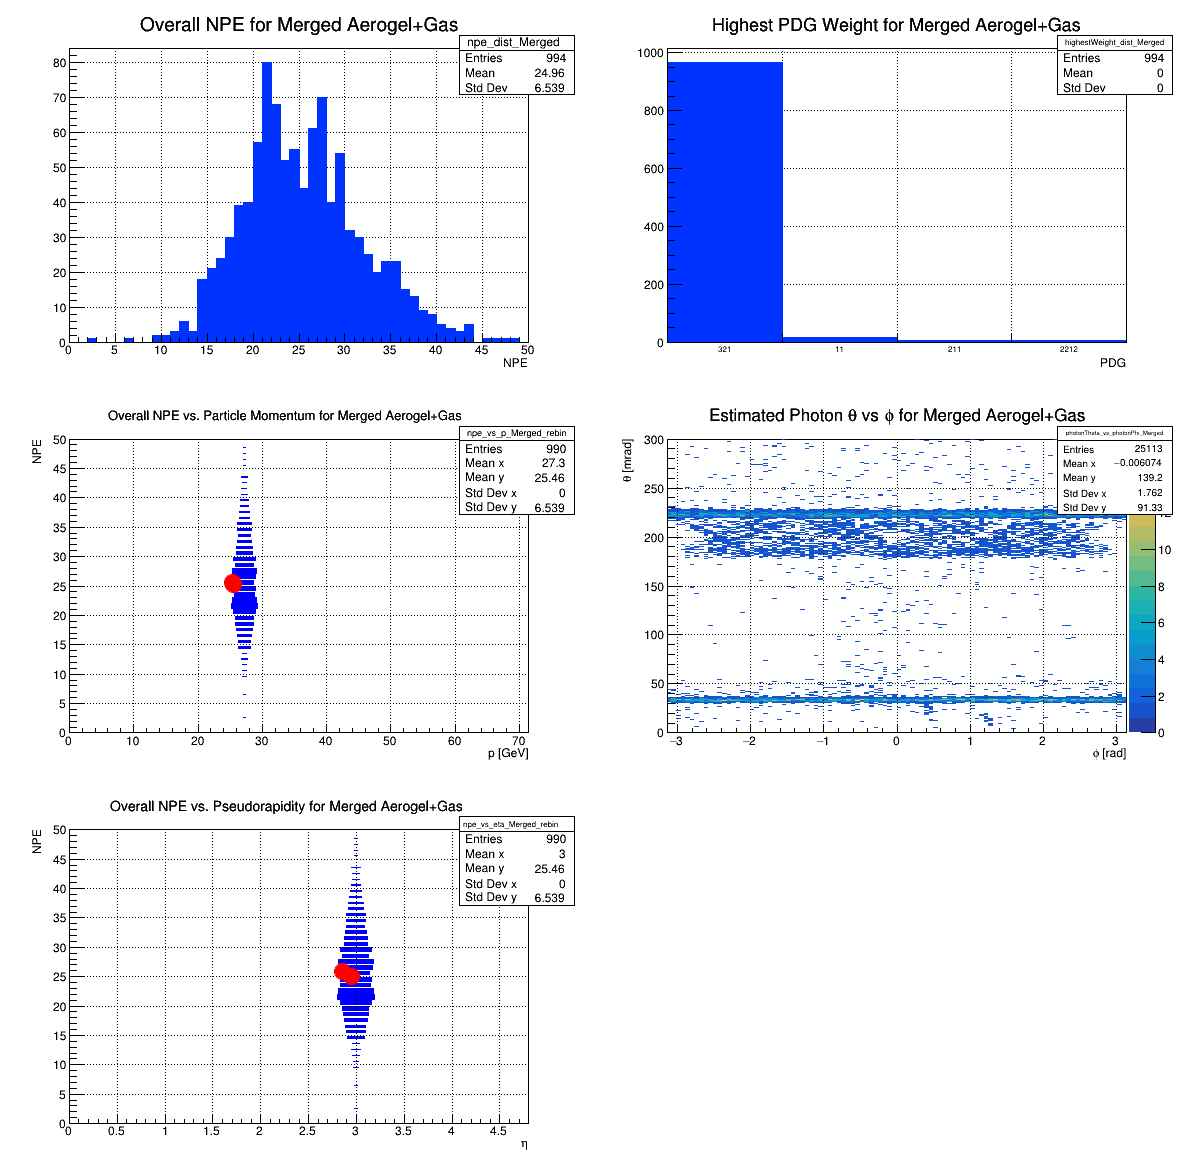 Overall NPE for Merged Aerogel+Gas
npe_dist_Merged
Entries 994
Mean 24.96
Std Dev 6.539
80
70
60
50
40
30
20
10
0
0 5 10 15 20 25 30 35 40 45 50
NPE
Highest PDG Weight for Merged Aerogel+Gas
highestWeight_dist_Merged
Entries 994
Mean 0
Std Dev 0
1000
800
600
400
200
0
321 11 211 2212
PDG
Overall NPE vs. Particle Momentum for Merged Aerogel+Gas
npe_vs_p_Merged_rebin
Entries 990
Mean x 27.3
Mean y 25.46
Std Dev x 0
Std Dev y 6.539
NPE
50
45
40
35
30
25
20
15
10
5
0
0 10 20 30 40 50 60 70
p [GeV]
Estimated Photon θ vs ϕ for Merged Aerogel+Gas
photonTheta_vs_photonPhi_Merged
Entries 25113
Mean x −0.006074
Mean y 139.2
Std Dev x 1.762
Std Dev y 91.33
θ [mrad]
300
250
200
150
100
50
0
−3 −2 −1 0 1 2 3
ϕ [rad]
12
10
8
6
4
2
0
Overall NPE vs. Pseudorapidity for Merged Aerogel+Gas
npe_vs_eta_Merged_rebin
Entries 990
Mean x 3
Mean y 25.46
Std Dev x 0
Std Dev y 6.539
NPE
50
45
40
35
30
25
20
15
10
5
0
0 0.5 1 1.5 2 2.5 3 3.5 4 4.5
η